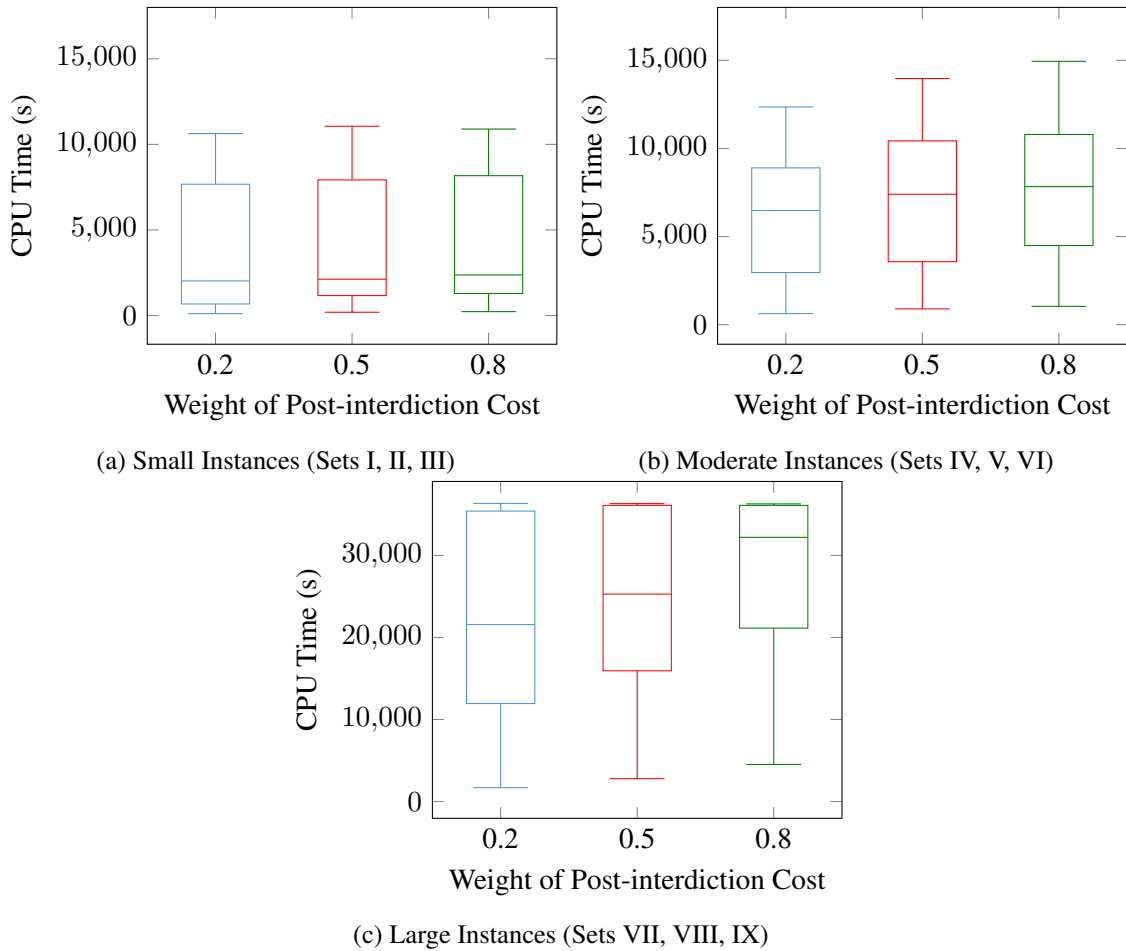 15,000
10,000
5,000
0
CPU Time (s)
0.2 0.5 0.8
Weight of Post-interdiction Cost
(a) Small Instances (Sets I, II, III)
15,000
10,000
5,000
0
CPU Time (s)
0.2 0.5 0.8
Weight of Post-interdiction Cost
(b) Moderate Instances (Sets IV, V, VI)
30,000
20,000
10,000
0
CPU Time (s)
0.2 0.5 0.8
Weight of Post-interdiction Cost
(c) Large Instances (Sets VII, VIII, IX)